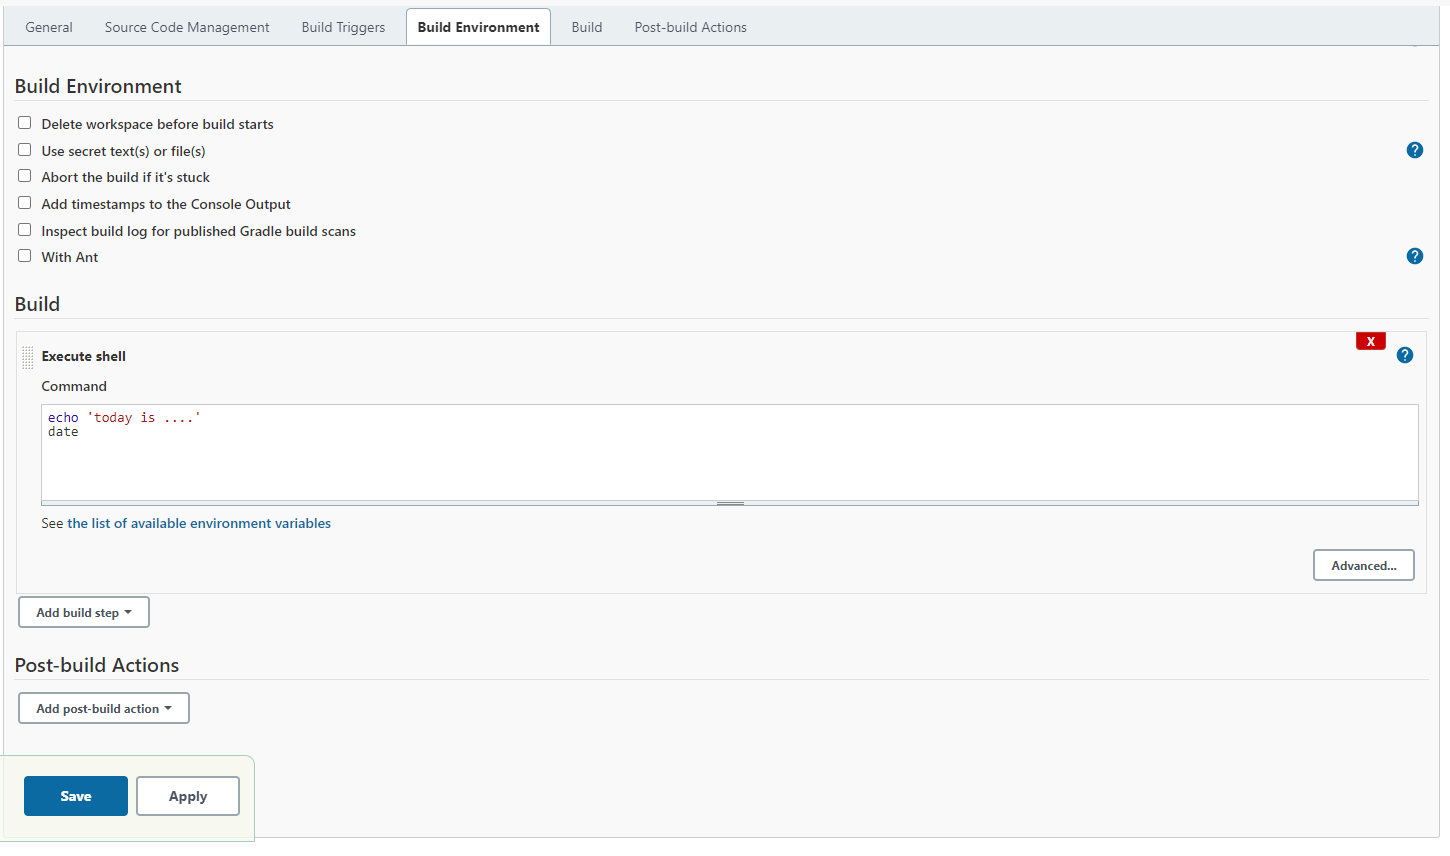 General Source Code Management Build Triggers Build Environment Build Post-build Actions
Build Environment
Delete workspace before build starts
Use secret text(s) or file(s)
?
Abort the build if it's stuck
Add timestamps to the Console Output
Inspect build log for published Gradle build scans
With Ant
?
Build
X
Execute shell
?
Command
echo 'today is ....'
date
See the list of available environment variables
Advanced...
Add build step
Post-build Actions
Add post-build action
Save Apply